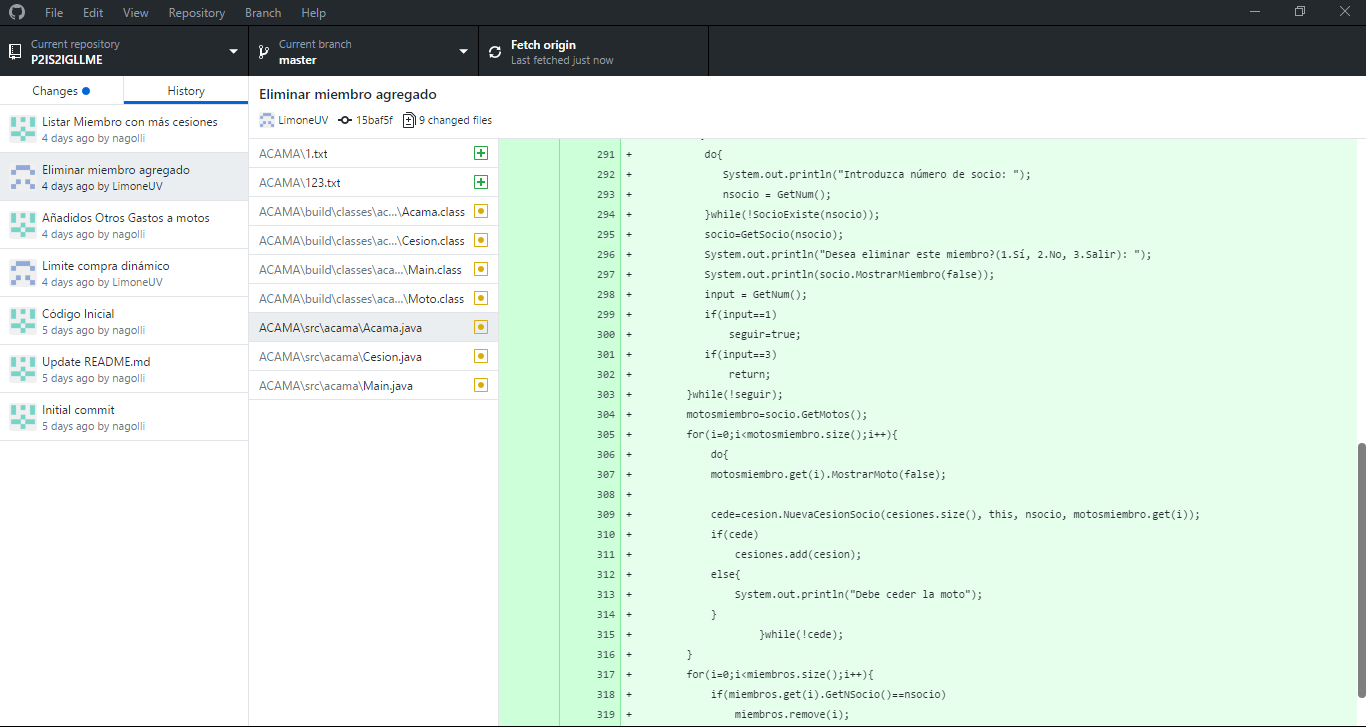 File Edit View Repository Branch Help
Current repository
P2IS2IGLLME
Current branch
master
Fetch origin
Last fetched just now
Changes
History
Listar Miembro con más cesiones
4 days ago by nagolli
Eliminar miembro agregado
4 days ago by LimoneUV
Añadidos Otros Gastos a motos
4 days ago by nagolli
Limite compra dinámico
4 days ago by LimoneUV
Código Inicial
5 days ago by nagolli
Update README.md
5 days ago by nagolli
Initial commit
5 days ago by nagolli
Eliminar miembro agregado
LimoneUV 15baf5f 9 changed files
ACAMA\1.txt
ACAMA\123.txt
ACAMA\build\classes\ac...\Acama.class
ACAMA\build\classes\ac...\Cesion.class
ACAMA\build\classes\aca...\Main.class
ACAMA\build\classes\aca...\Moto.class
ACAMA\src\acama\Acama.java
ACAMA\src\acama\Cesion.java
ACAMA\src\acama\Main.java
291 + do{
292 + System.out.println("Introduzca número de socio: ");
293 + nsocio = GetNum();
294 + }while(!SocioExiste(nsocio));
295 + socio=GetSocio(nsocio);
296 + System.out.println("Desea eliminar este miembro?(1.Sí, 2.No, 3.Salir): ");
297 + System.out.println(socio.MostrarMiembro(false));
298 + input = GetNum();
299 + if(input==1)
300 + seguir=true;
301 + if(input==3)
302 + return;
303 + }while(!seguir);
304 + motosmiembro=socio.GetMotos();
305 + for(i=0;i<motosmiembro.size();i++){
306 + do{
307 + motosmiembro.get(i).MostrarMoto(false);
308 +
309 + cede=cesion.NuevaCesionSocio(cesiones.size(), this, nsocio, motosmiembro.get(i));
310 + if(cede)
311 + cesiones.add(cesion);
312 + else{
313 + System.out.println("Debe ceder la moto");
314 + }
315 + }while(!cede);
316 + }
317 + for(i=0;i<miembros.size();i++){
318 + if(miembros.get(i).GetNSocio()==nsocio)
319 + miembros.remove(i);